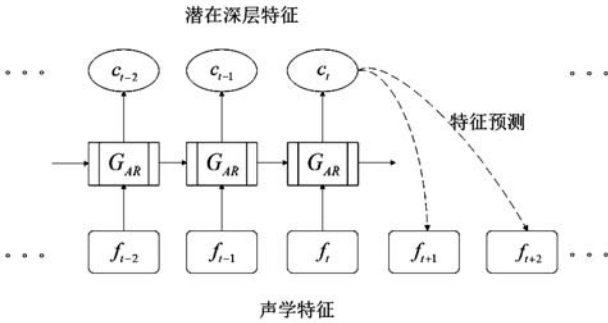 潜在深层特征
c_{t-2} c_{t-1} c_t
特征预测
G_{AR} G_{AR} G_{AR}
f_{t-2} f_{t-1} f_t f_{t+1} f_{t+2}
声学特征